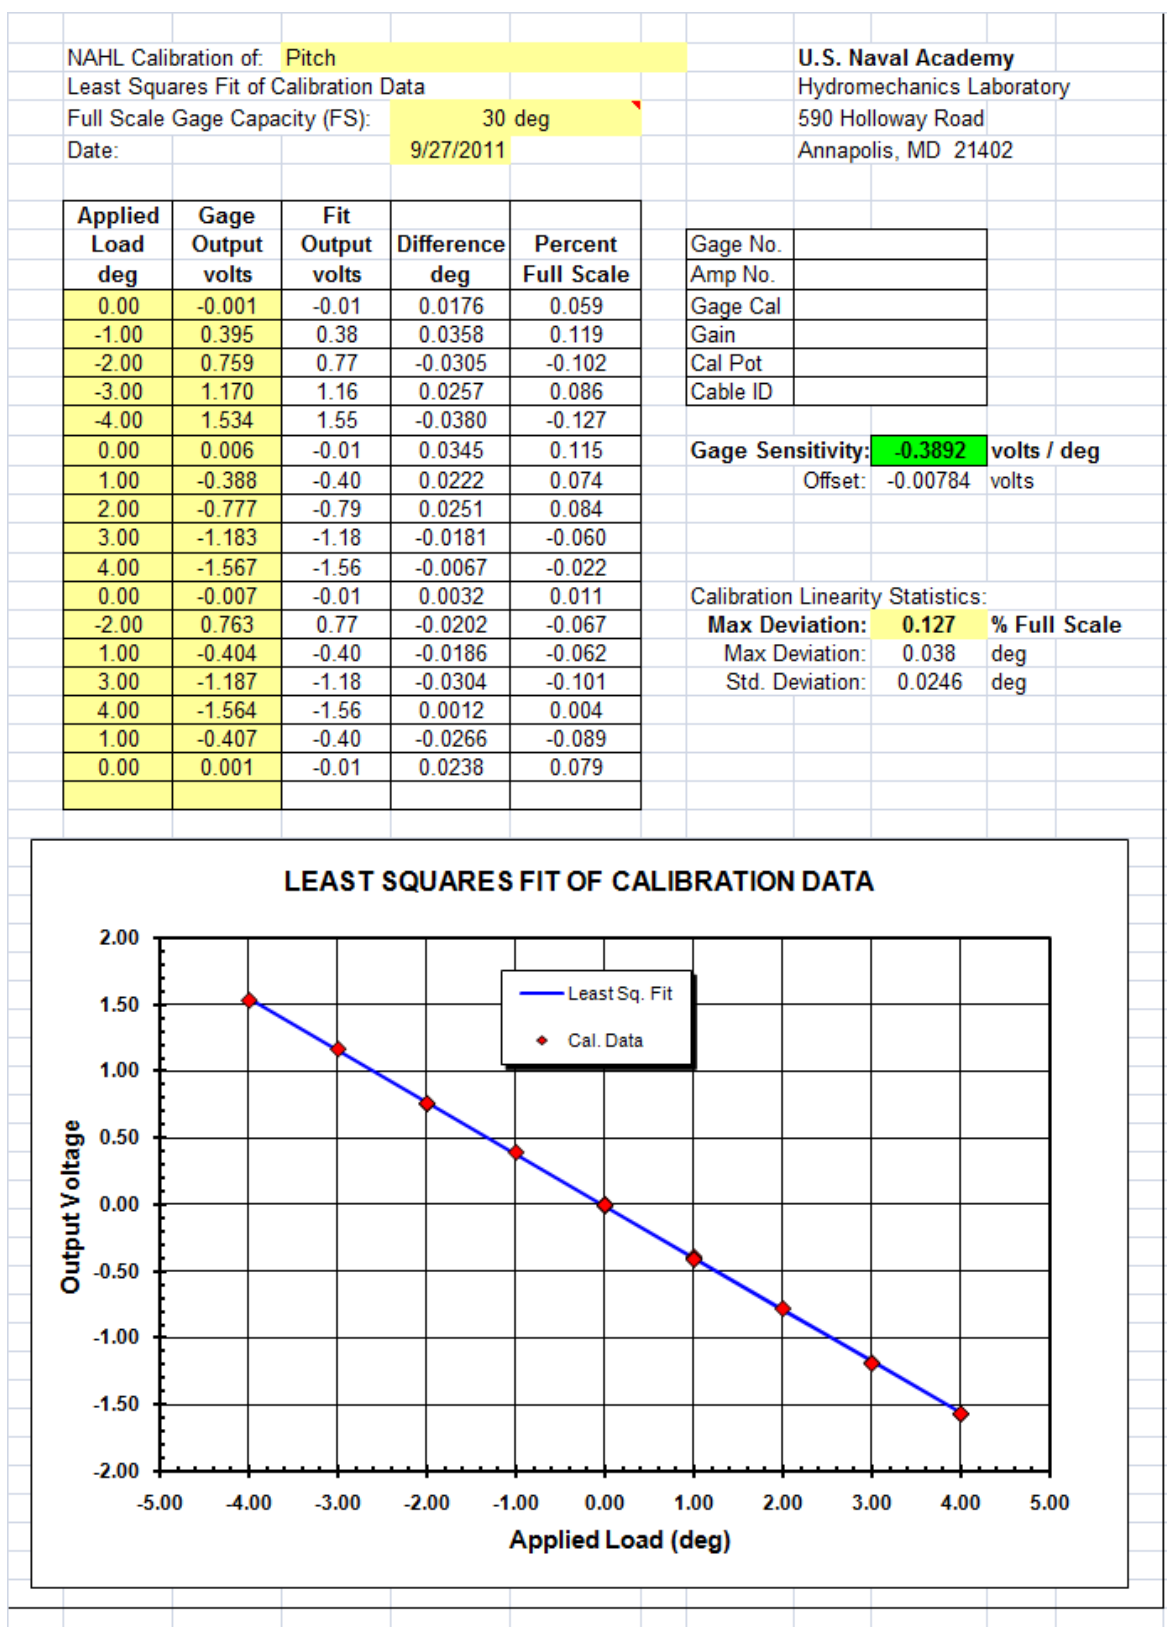 NAHL Calibration of: Pitch U.S. Naval Academy
Least Squares Fit of Calibration Data Hydromechanics Laboratory
Full Scale Gage Capacity (FS): 30 deg 590 Holloway Road
Date: 9/27/2011 Annapolis, MD 21402
Applied Gage Fit
Load Output Output Difference Percent Gage No.
deg volts volts deg Full Scale Amp No.
0.00 -0.001 -0.01 0.0176 0.059 Gage Cal
-1.00 0.395 0.38 0.0358 0.119 Gain
-2.00 0.759 0.77 -0.0305 -0.102 Cal Pot
-3.00 1.170 1.16 0.0257 0.086 Cable ID
-4.00 1.534 1.55 -0.0380 -0.127
0.00 0.006 -0.01 0.0345 0.115 Gage Sensitivity: -0.3892 volts / deg
1.00 -0.388 -0.40 0.0222 0.074 Offset: -0.00784 volts
2.00 -0.777 -0.79 0.0251 0.084
3.00 -1.183 -1.18 -0.0181 -0.060
4.00 -1.567 -1.56 -0.0067 -0.022
0.00 -0.007 -0.01 0.0032 0.011 Calibration Linearity Statistics:
-2.00 0.763 0.77 -0.0202 -0.067 Max Deviation: 0.127 % Full Scale
1.00 -0.404 -0.40 -0.0186 -0.062 Max Deviation: 0.038 deg
3.00 -1.187 -1.18 -0.0304 -0.101 Std. Deviation: 0.0246 deg
4.00 -1.564 -1.56 0.0012 0.004
1.00 -0.407 -0.40 -0.0266 -0.089
0.00 0.001 -0.01 0.0238 0.079
LEAST SQUARES FIT OF CALIBRATION DATA
2.00
1.50
1.00
0.50
0.00
-0.50
-1.00
-1.50
-2.00
Output Voltage
Least Sq. Fit
Cal. Data
-5.00 -4.00 -3.00 -2.00 -1.00 0.00 1.00 2.00 3.00 4.00 5.00
Applied Load (deg)